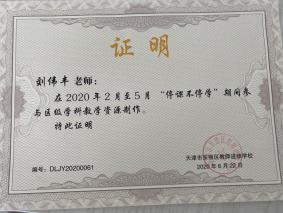 证明
刘伟丰 老师：
在2020年2月至5月“停课不停学”期间参
与区级学科教学资源制作。
特此证明
编号：DLJY20200061
天津市东丽区教师进修学校
2020年6月22日